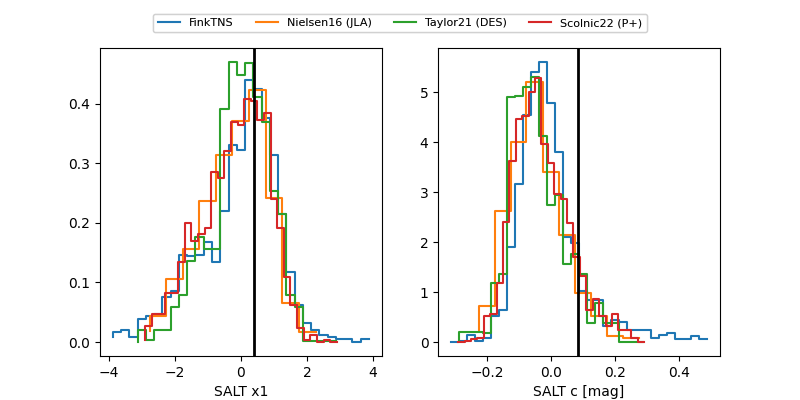 FinkTNS Nielsen16 (JLA) Taylor21 (DES) Scolnic22 (P+)
0.4
0.3
0.2
0.1
0.0
−4 −2 0 2 4
SALT x1
5
4
3
2
1
0
−0.2 0.0 0.2 0.4
SALT c [mag]